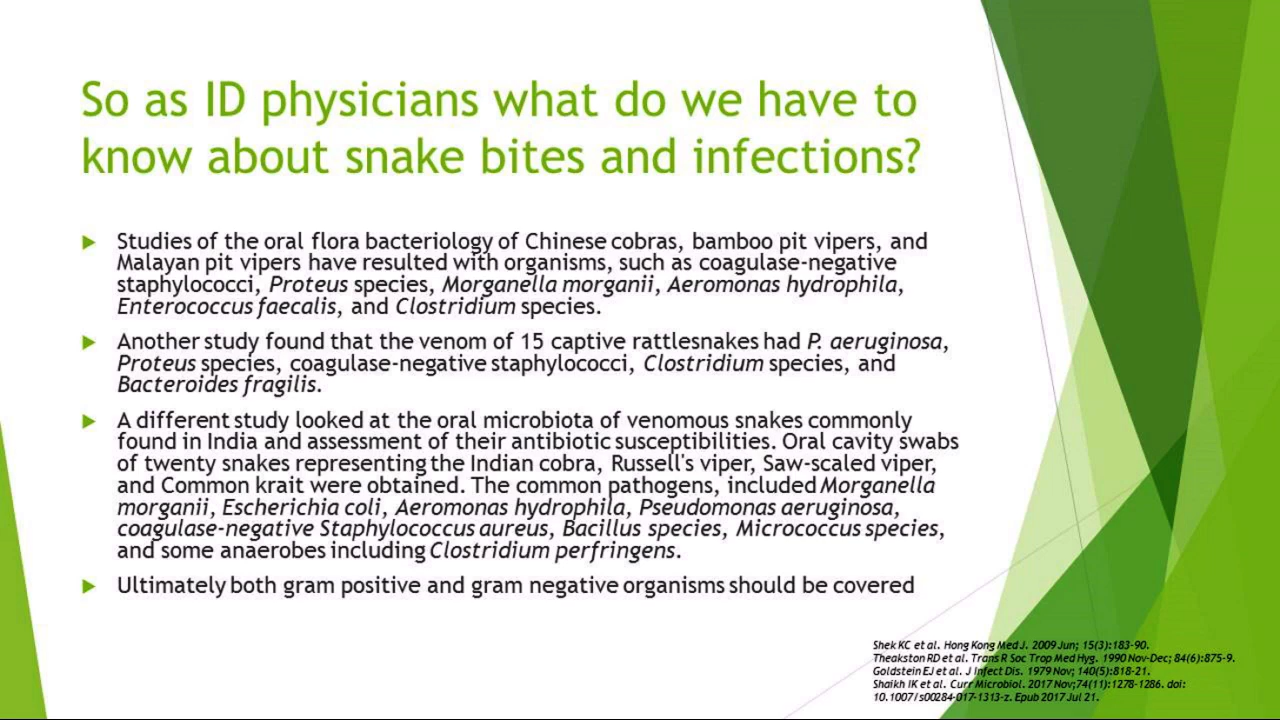 So as ID physicians what do we have to
know about snake bites and infections?
Studies of the oral flora bacteriology of Chinese cobras, bamboo pit vipers, and
Malayan pit vipers have resulted with organisms, such as coagulase-negative
staphylococci, Proteus species, Morganella morganii, Aeromonas hydrophila,
Enterococcus faecalis, and Clostridium species.
Another study found that the venom of 15 captive rattlesnakes had P. aeruginosa,
Proteus species, coagulase-negative staphylococci, Clostridium species, and
Bacteroides fragilis.
A different study looked at the oral microbiota of venomous snakes commonly
found in India and assessment of their antibiotic susceptibilities. Oral cavity swabs
of twenty snakes representing the Indian cobra, Russell's viper, Saw-scaled viper,
and Common krait were obtained. The common pathogens, included Morganella
morganii, Escherichia coli, Aeromonas hydrophila, Pseudomonas aeruginosa,
coagulase-negative Staphylococcus aureus, Bacillus species, Micrococcus species,
and some anaerobes including Clostridium perfringens.
Ultimately both gram positive and gram negative organisms should be covered
Shek KC et al. Hong Kong Med J. 2009 Jun; 15(3):183-90.
Theakston RD et al. Trans R Soc Trop Med Hyg. 1990 Nov-Dec; 84(6):875-9.
Goldstein EJ et al. J Infect Dis. 1979 Nov; 140(5):818-21.
Shaikh IK et al. Curr Microbiol. 2017 Nov;74(11):1278-1286. doi:
10.1007/s00284-017-1313-z. Epub 2017 Jul 21.